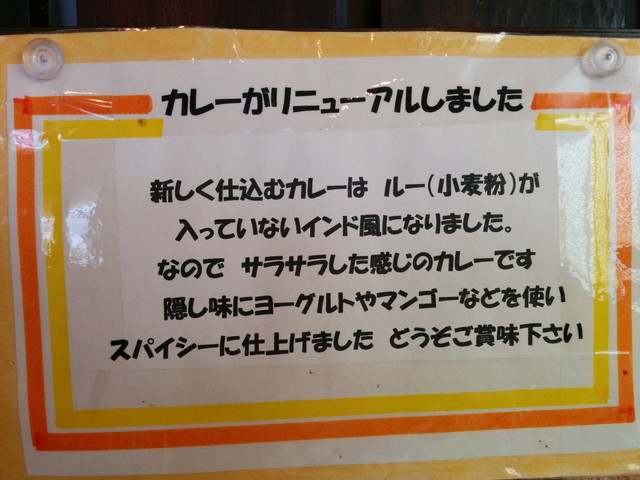 カレーがリニューアルしました
新しく仕込むカレーは ルー(小麦粉)が
入っていないインド風になりました。
なので サラサラした感じのカレーです
隠し味にヨーグルトやマンゴーなどを使い
スパイシーに仕上げました どうぞご賞味下さい